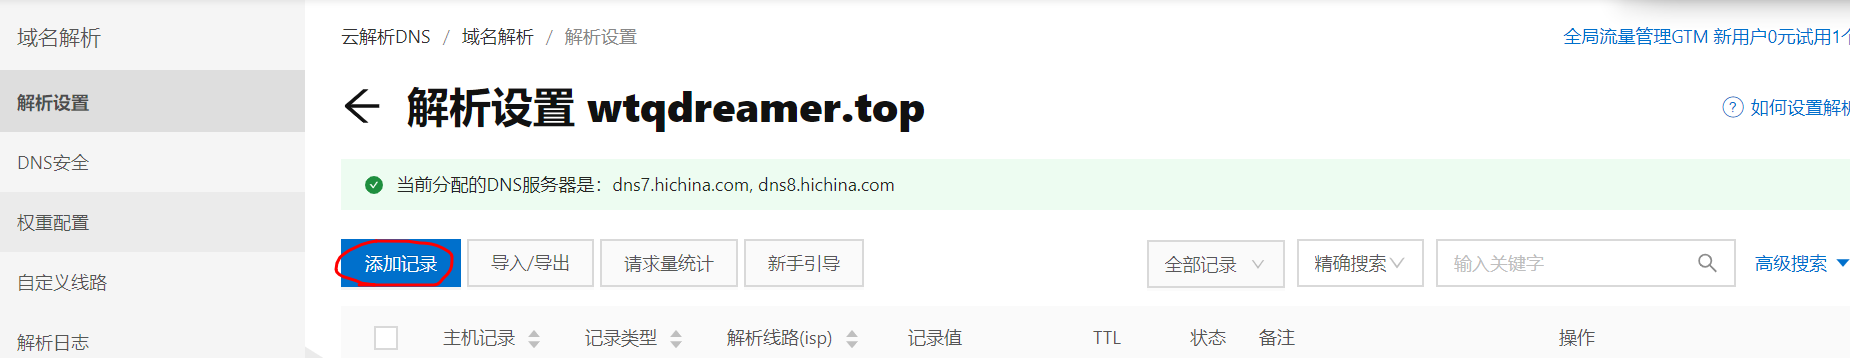 域名解析
解析设置
DNS安全
权重配置
自定义线路
解析日志
云解析DNS / 域名解析 / 解析设置
全局流量管理GTM 新用户0元试用1个
解析设置 wtqdreamer.top
? 如何设置解析
当前分配的DNS服务器是：dns7.hichina.com, dns8.hichina.com
添加记录 导入/导出 请求量统计 新手引导 全部记录 精确搜索 输入关键字 高级搜索
主机记录 记录类型 解析线路(isp) 记录值 TTL 状态 备注 操作